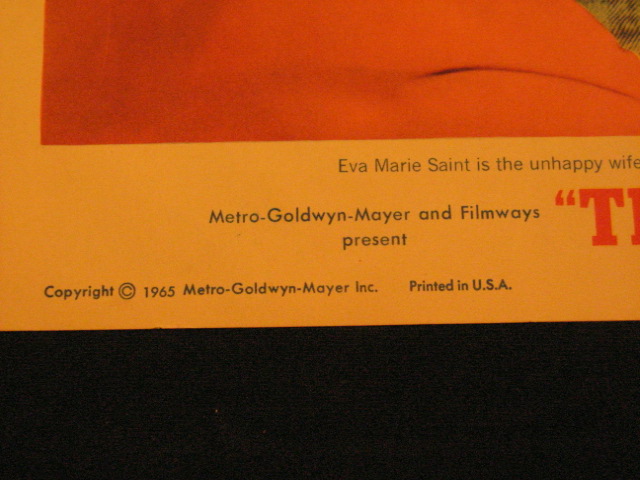 Eva Marie Saint is the unhappy wife
Metro-Goldwyn-Mayer and Filmways
present
“T
Copyright © 1965 Metro-Goldwyn-Mayer Inc. Printed in U.S.A.